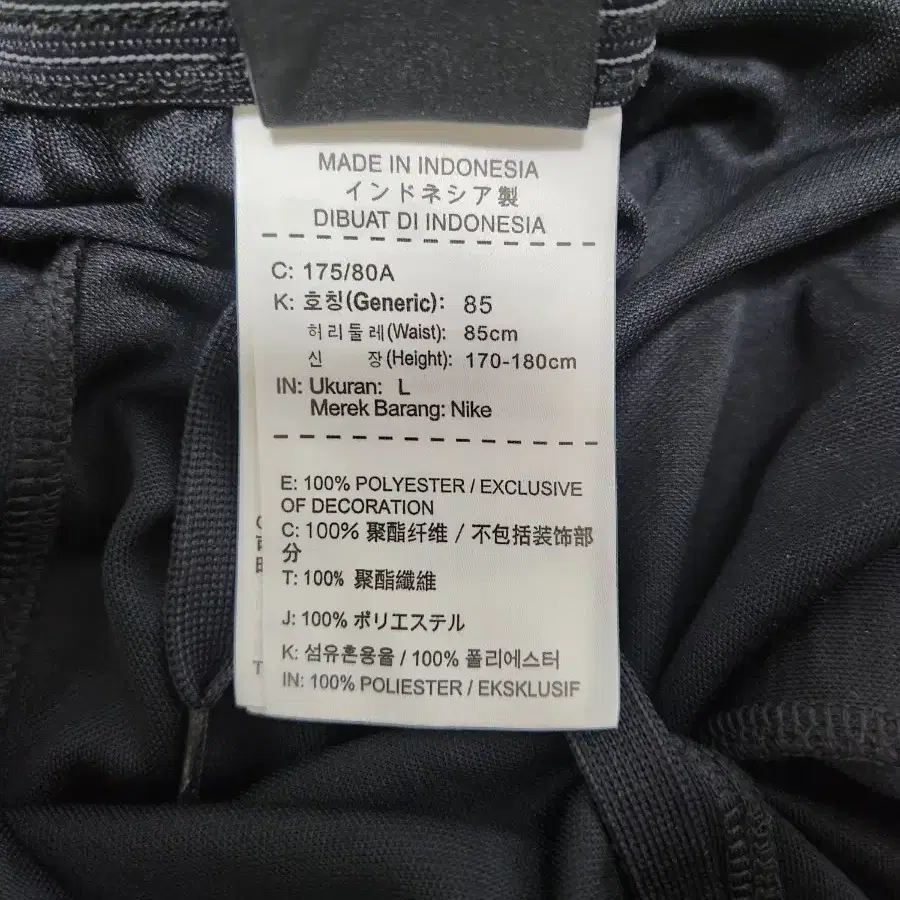 MADE IN INDONESIA
インドネシア製
DIBUAT DI INDONESIA
C: 175/80A
K: 호칭(Generic): 85
허리둘레(Waist): 85cm
신 장(Height): 170-180cm
IN: Ukuran: L
Merek Barang: Nike
E: 100% POLYESTER / EXCLUSIVE
OF DECORATION
C: 100% 聚酯纤维 / 不包括装饰部
分
T: 100% 聚酯纖維
J: 100% ポリエステル
K: 섬유혼용율 / 100% 폴리에스터
IN: 100% POLIESTER / EKSKLUSIF